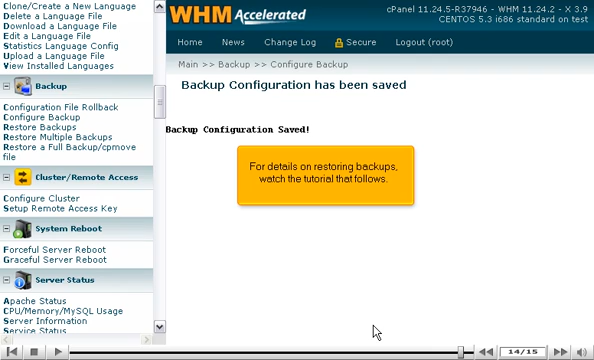 Clone/Create a New Language
Delete a Language File
Download a Language File
Edit a Language File
Statistics Language Config
Upload a Language File
View Installed Languages
Backup
Configuration File Rollback
Configure Backup
Restore Backups
Restore Multiple Backups
Restore a Full Backup/cpmove
file
Cluster/Remote Access
Configure Cluster
Setup Remote Access Key
System Reboot
Forceful Server Reboot
Graceful Server Reboot
Server Status
Apache Status
CPU/Memory/MySQL Usage
Server Information
Service Status
WHM Accelerated
cPanel 11.24.5-R37946 - WHM 11.24.2 - X 3.9
CENTOS 5.3 i686 standard on test
Home News Change Log Secure Logout (root)
Main >> Backup >> Configure Backup
Backup Configuration has been saved
Backup Configuration Saved!
For details on restoring backups,
watch the tutorial that follows.
14/15